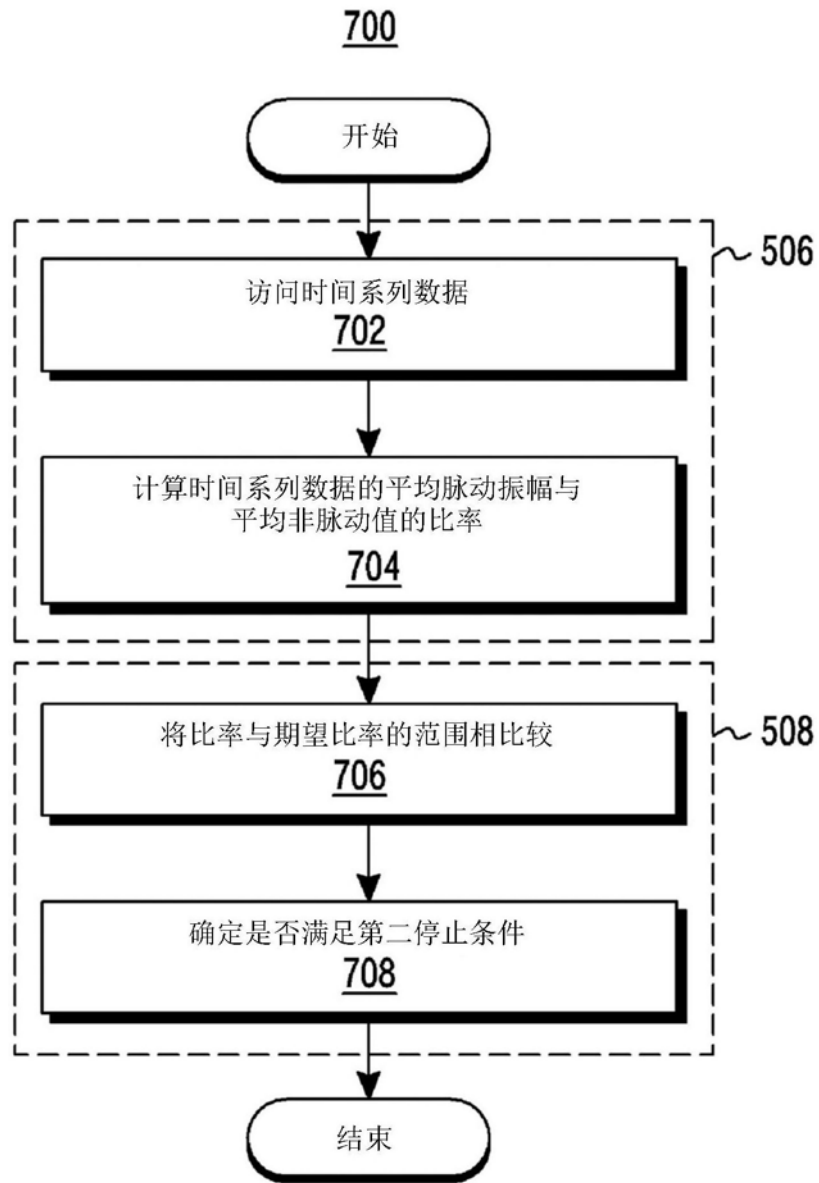 700
开始
506
访问时间系列数据
702
计算时间系列数据的平均脉动振幅与
平均非脉动值的比率
704
508
将比率与期望比率的范围相比较
706
确定是否满足第二停止条件
708
结束